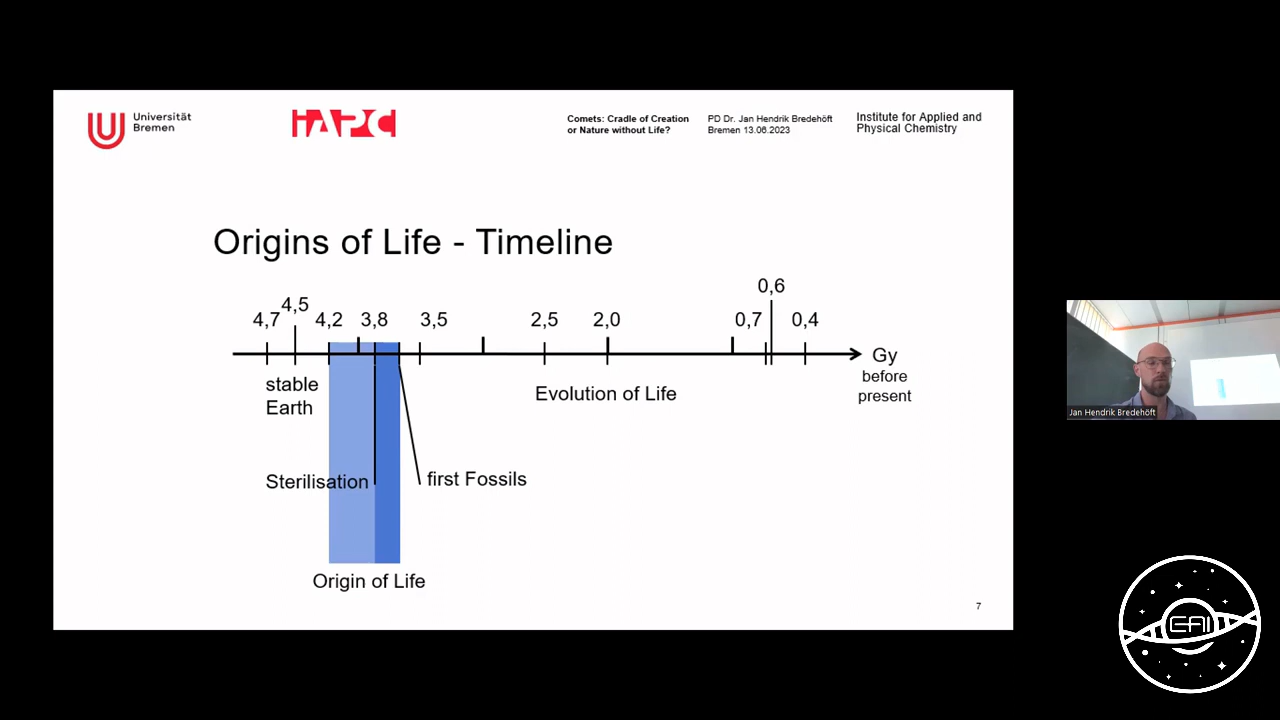 Universität
Bremen
iAPC
Comets: Cradle of Creation
or Nature without Life?
PD Dr. Jan Hendrik Bredehöft
Bremen 13.06.2023
Institute for Applied and
Physical Chemistry
Origins of Life - Timeline
4,7 4,5 4,2 3,8 3,5 2,5 2,0 0,7 0,6 0,4
Gy
before
present
stable
Earth
Evolution of Life
Sterilisation
first Fossils
Origin of Life
7
Jan Hendrik Bredehöft
EAI